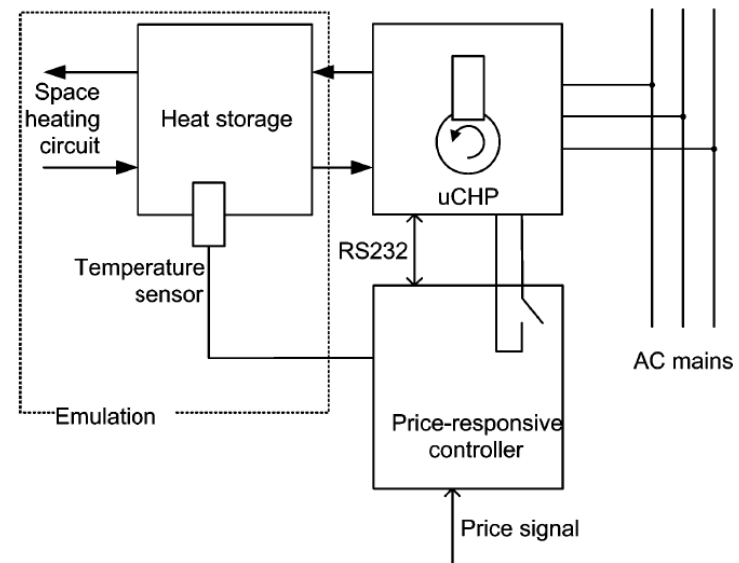 Space
heating
circuit
Heat storage
uCHP
RS232
Temperature
sensor
AC mains
Emulation
Price-responsive
controller
Price signal